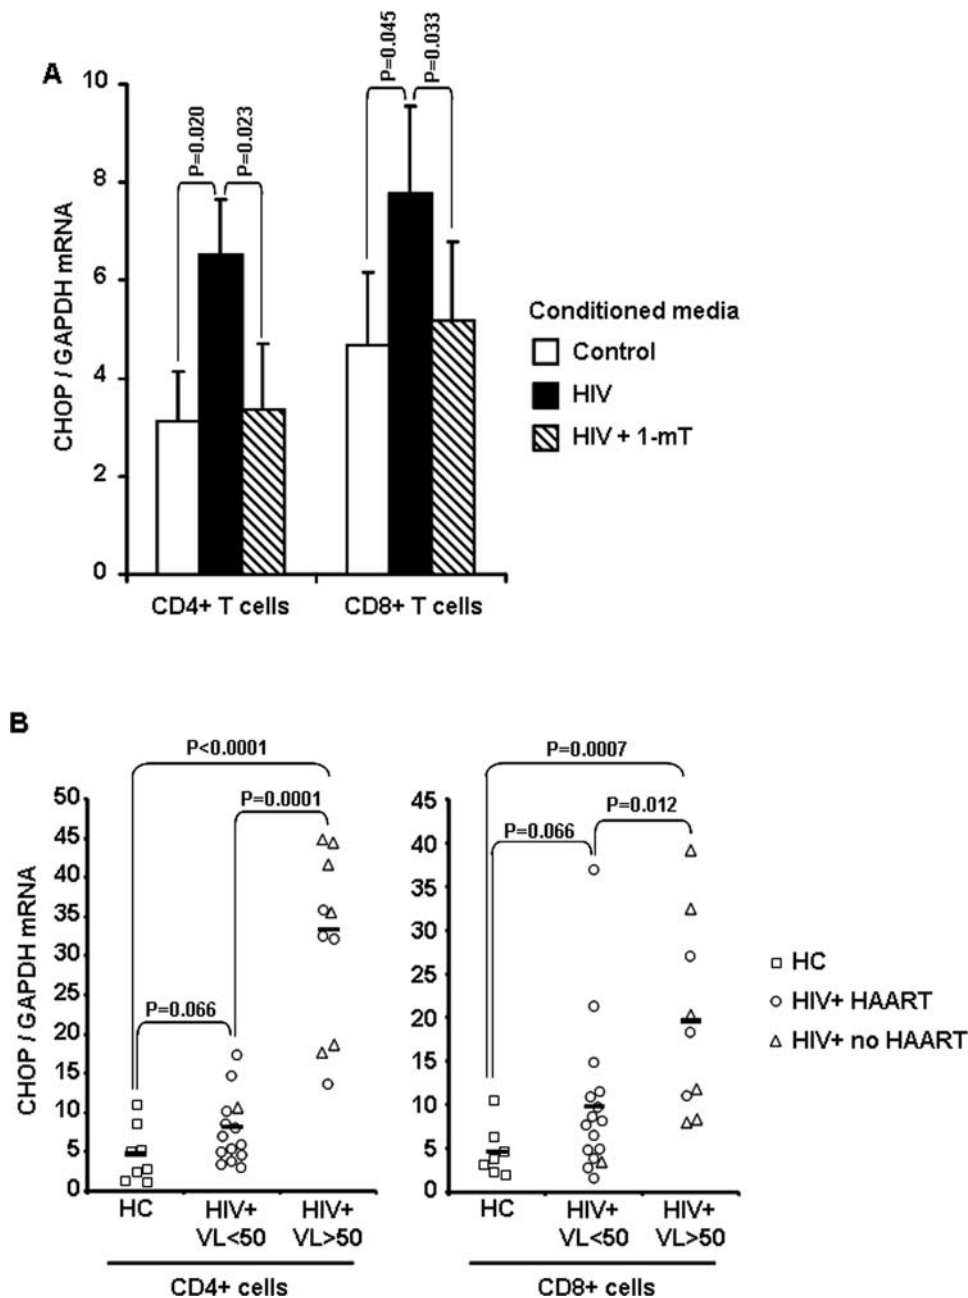 A
P=0.020
P=0.023
P=0.045
P=0.033
CHOP / GAPDH mRNA
10
8
6
4
2
0
CD4+ T cells
CD8+ T cells
Conditioned media
Control
HIV
HIV + 1-mT
B
P<0.0001
P=0.0001
P=0.066
CHOP / GAPDH mRNA
50
45
40
35
30
25
20
15
10
5
0
HC
HIV+
VL<50
HIV+
VL>50
CD4+ cells
P=0.0007
P=0.012
P=0.066
45
40
35
30
25
20
15
10
5
0
HC
HIV+
VL<50
HIV+
VL>50
CD8+ cells
HC
HIV+ HAART
HIV+ no HAART